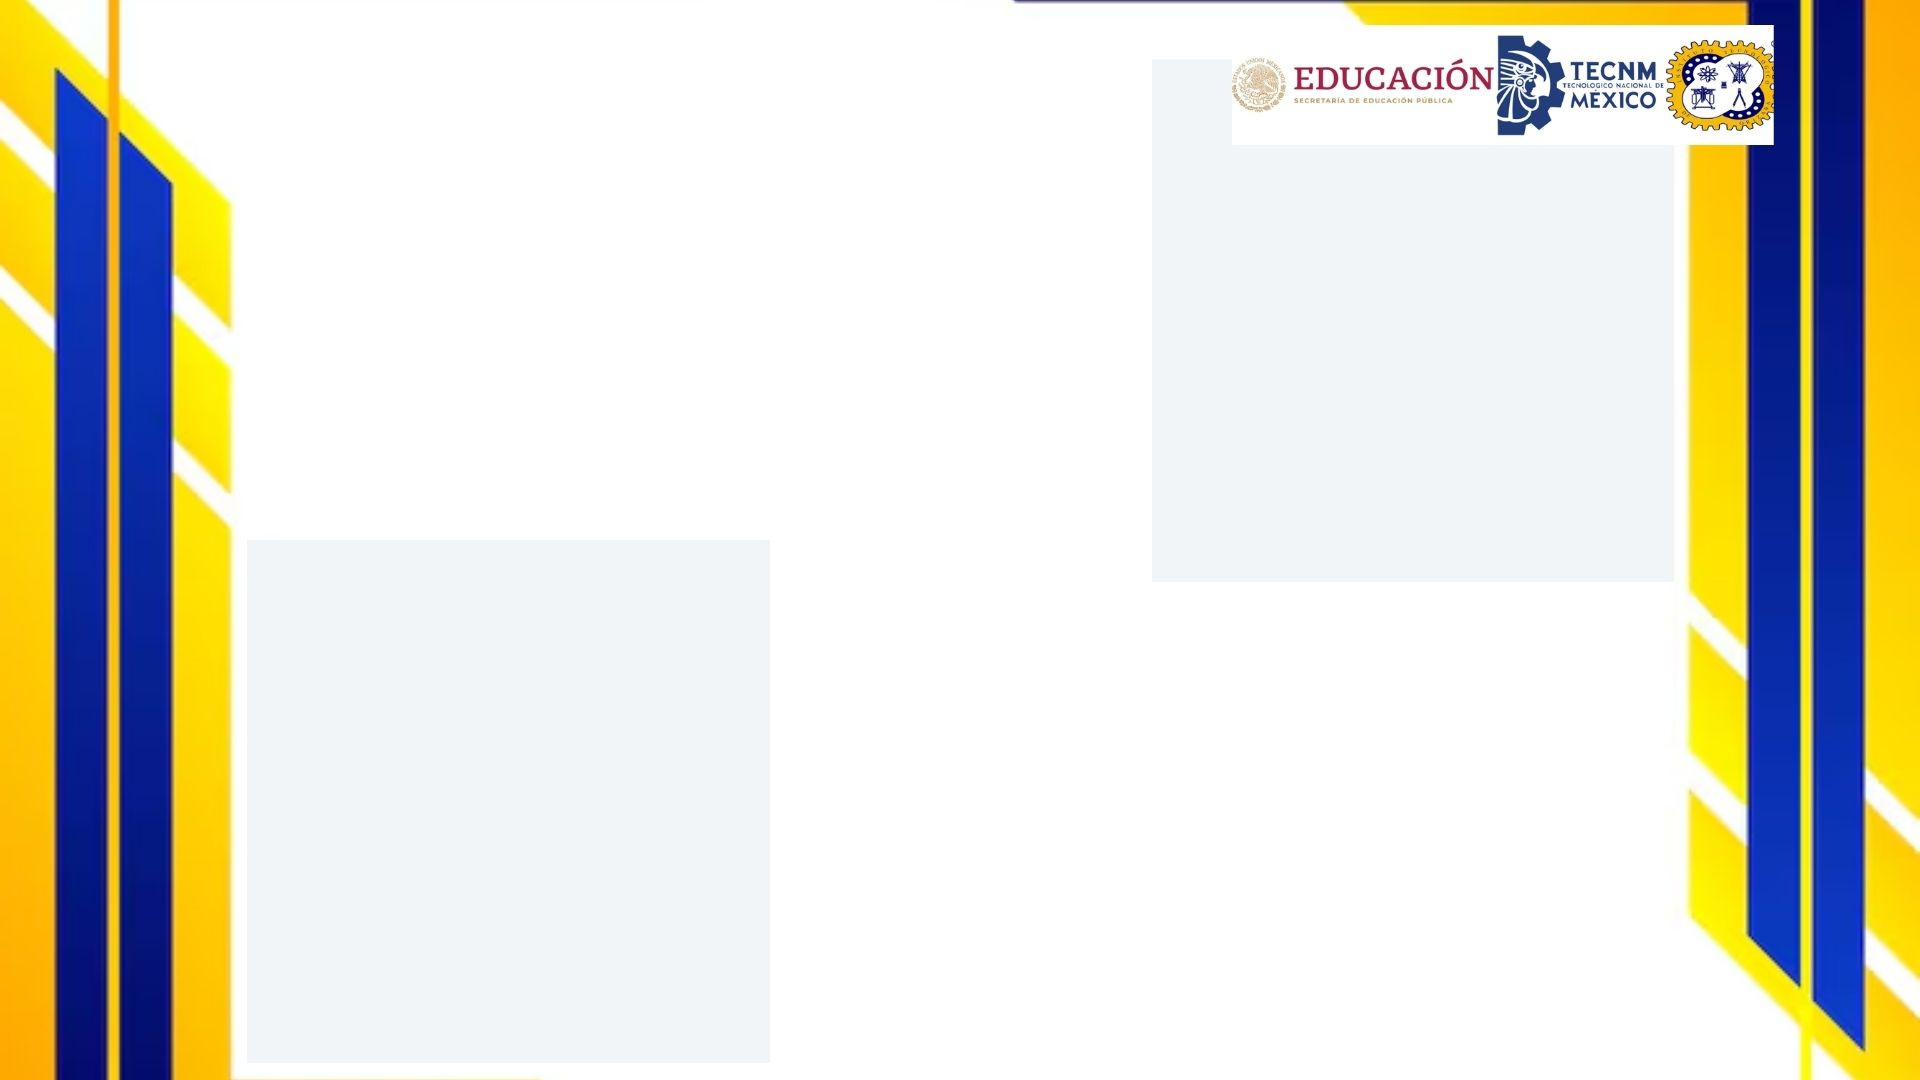 EDUCACIÓN
SECRETARÍA DE EDUCACIÓN PÚBLICA
TECNM
TECNOLÓGICO NACIONAL DE
MÉXICO